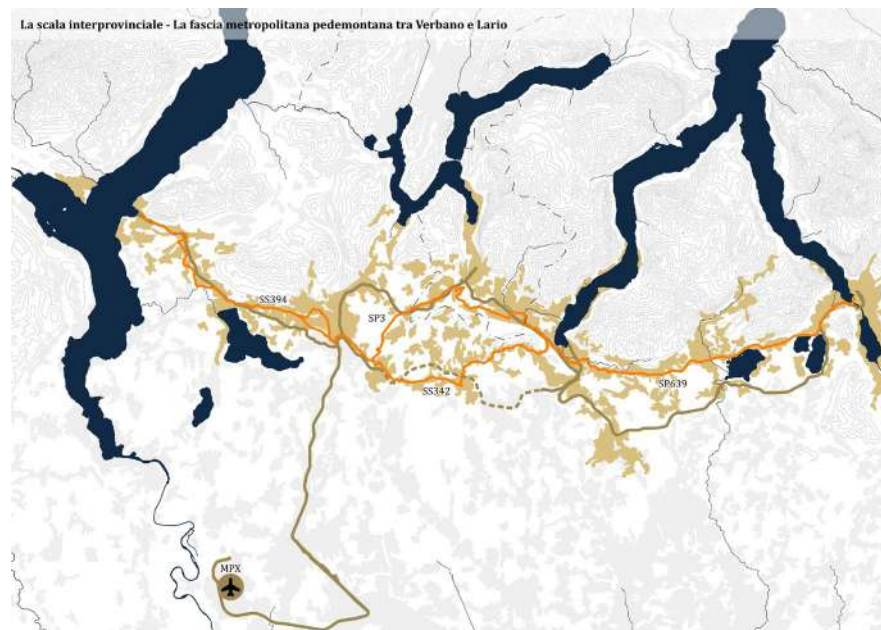 La scala interprovinciale - La fascia metropolitana pedemontana tra Verbano e Lario
SS394
SP3
SS342
SP639
MPX